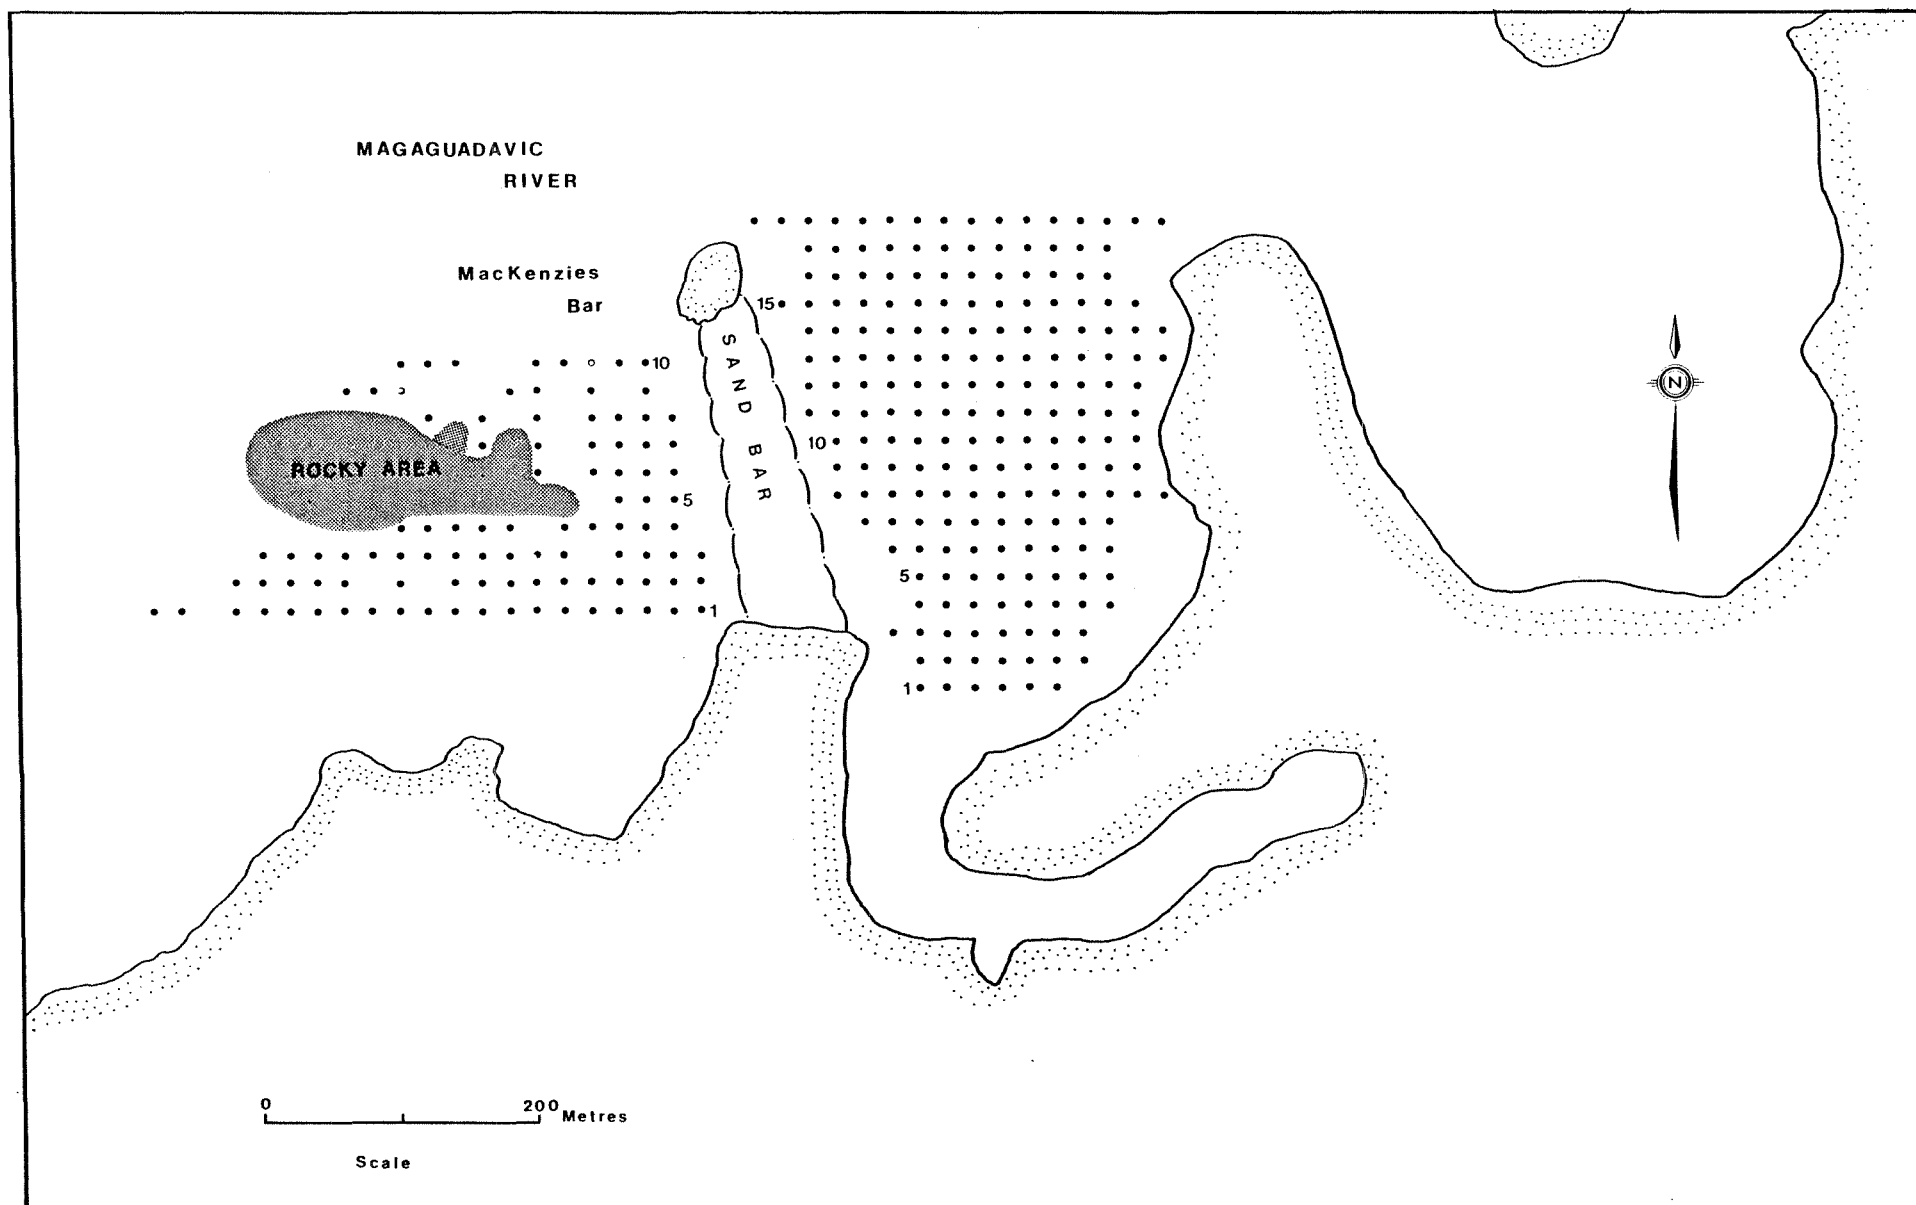 MAGAGUADAVIC
RIVER
MacKenzies
Bar
15
SAND BAR
10
10
ROCKY AREA
5
N
5
1
1
0 200 Metres
Scale